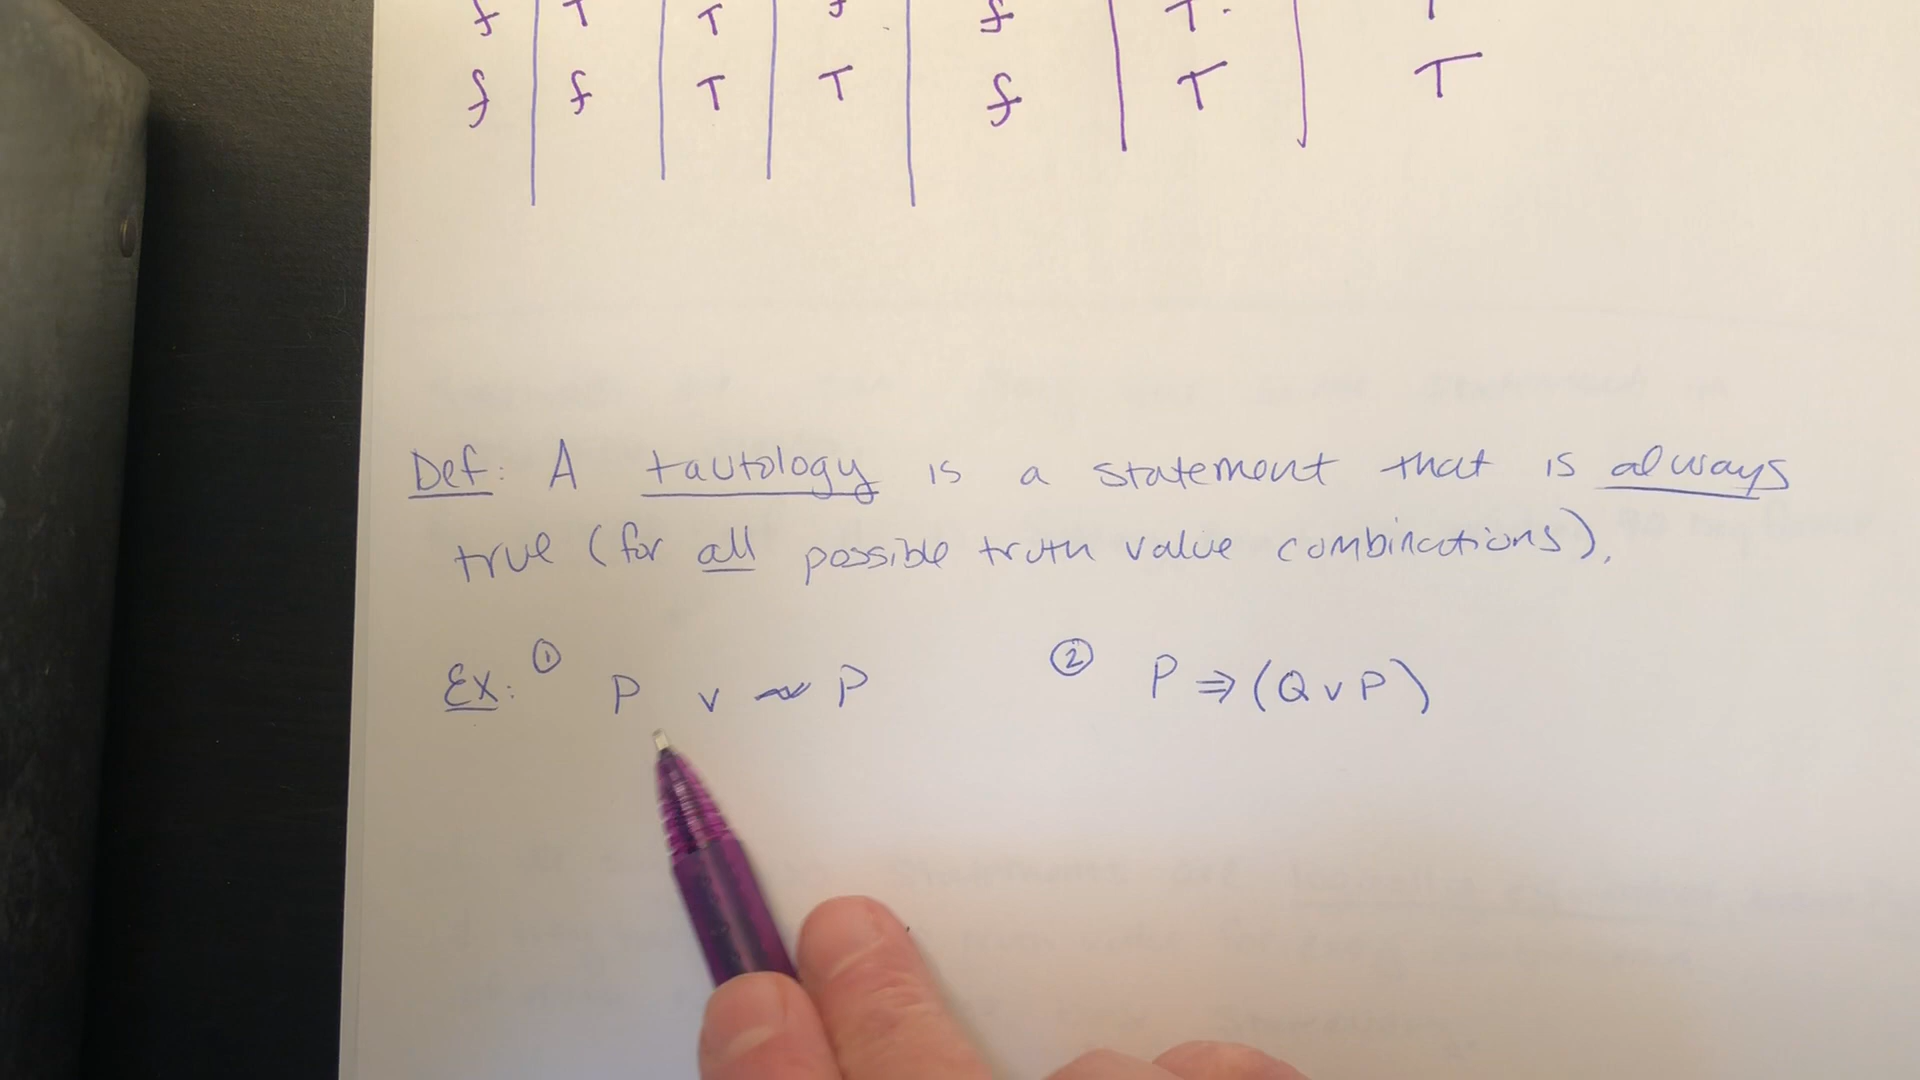 f T T f f T. T
f f T T f T T
Def: A tautology is a statement that is always
true (for all possible truth value combinations).
Ex: ① P ∨ ~ P ② P ⇒ (Q ∨ P)